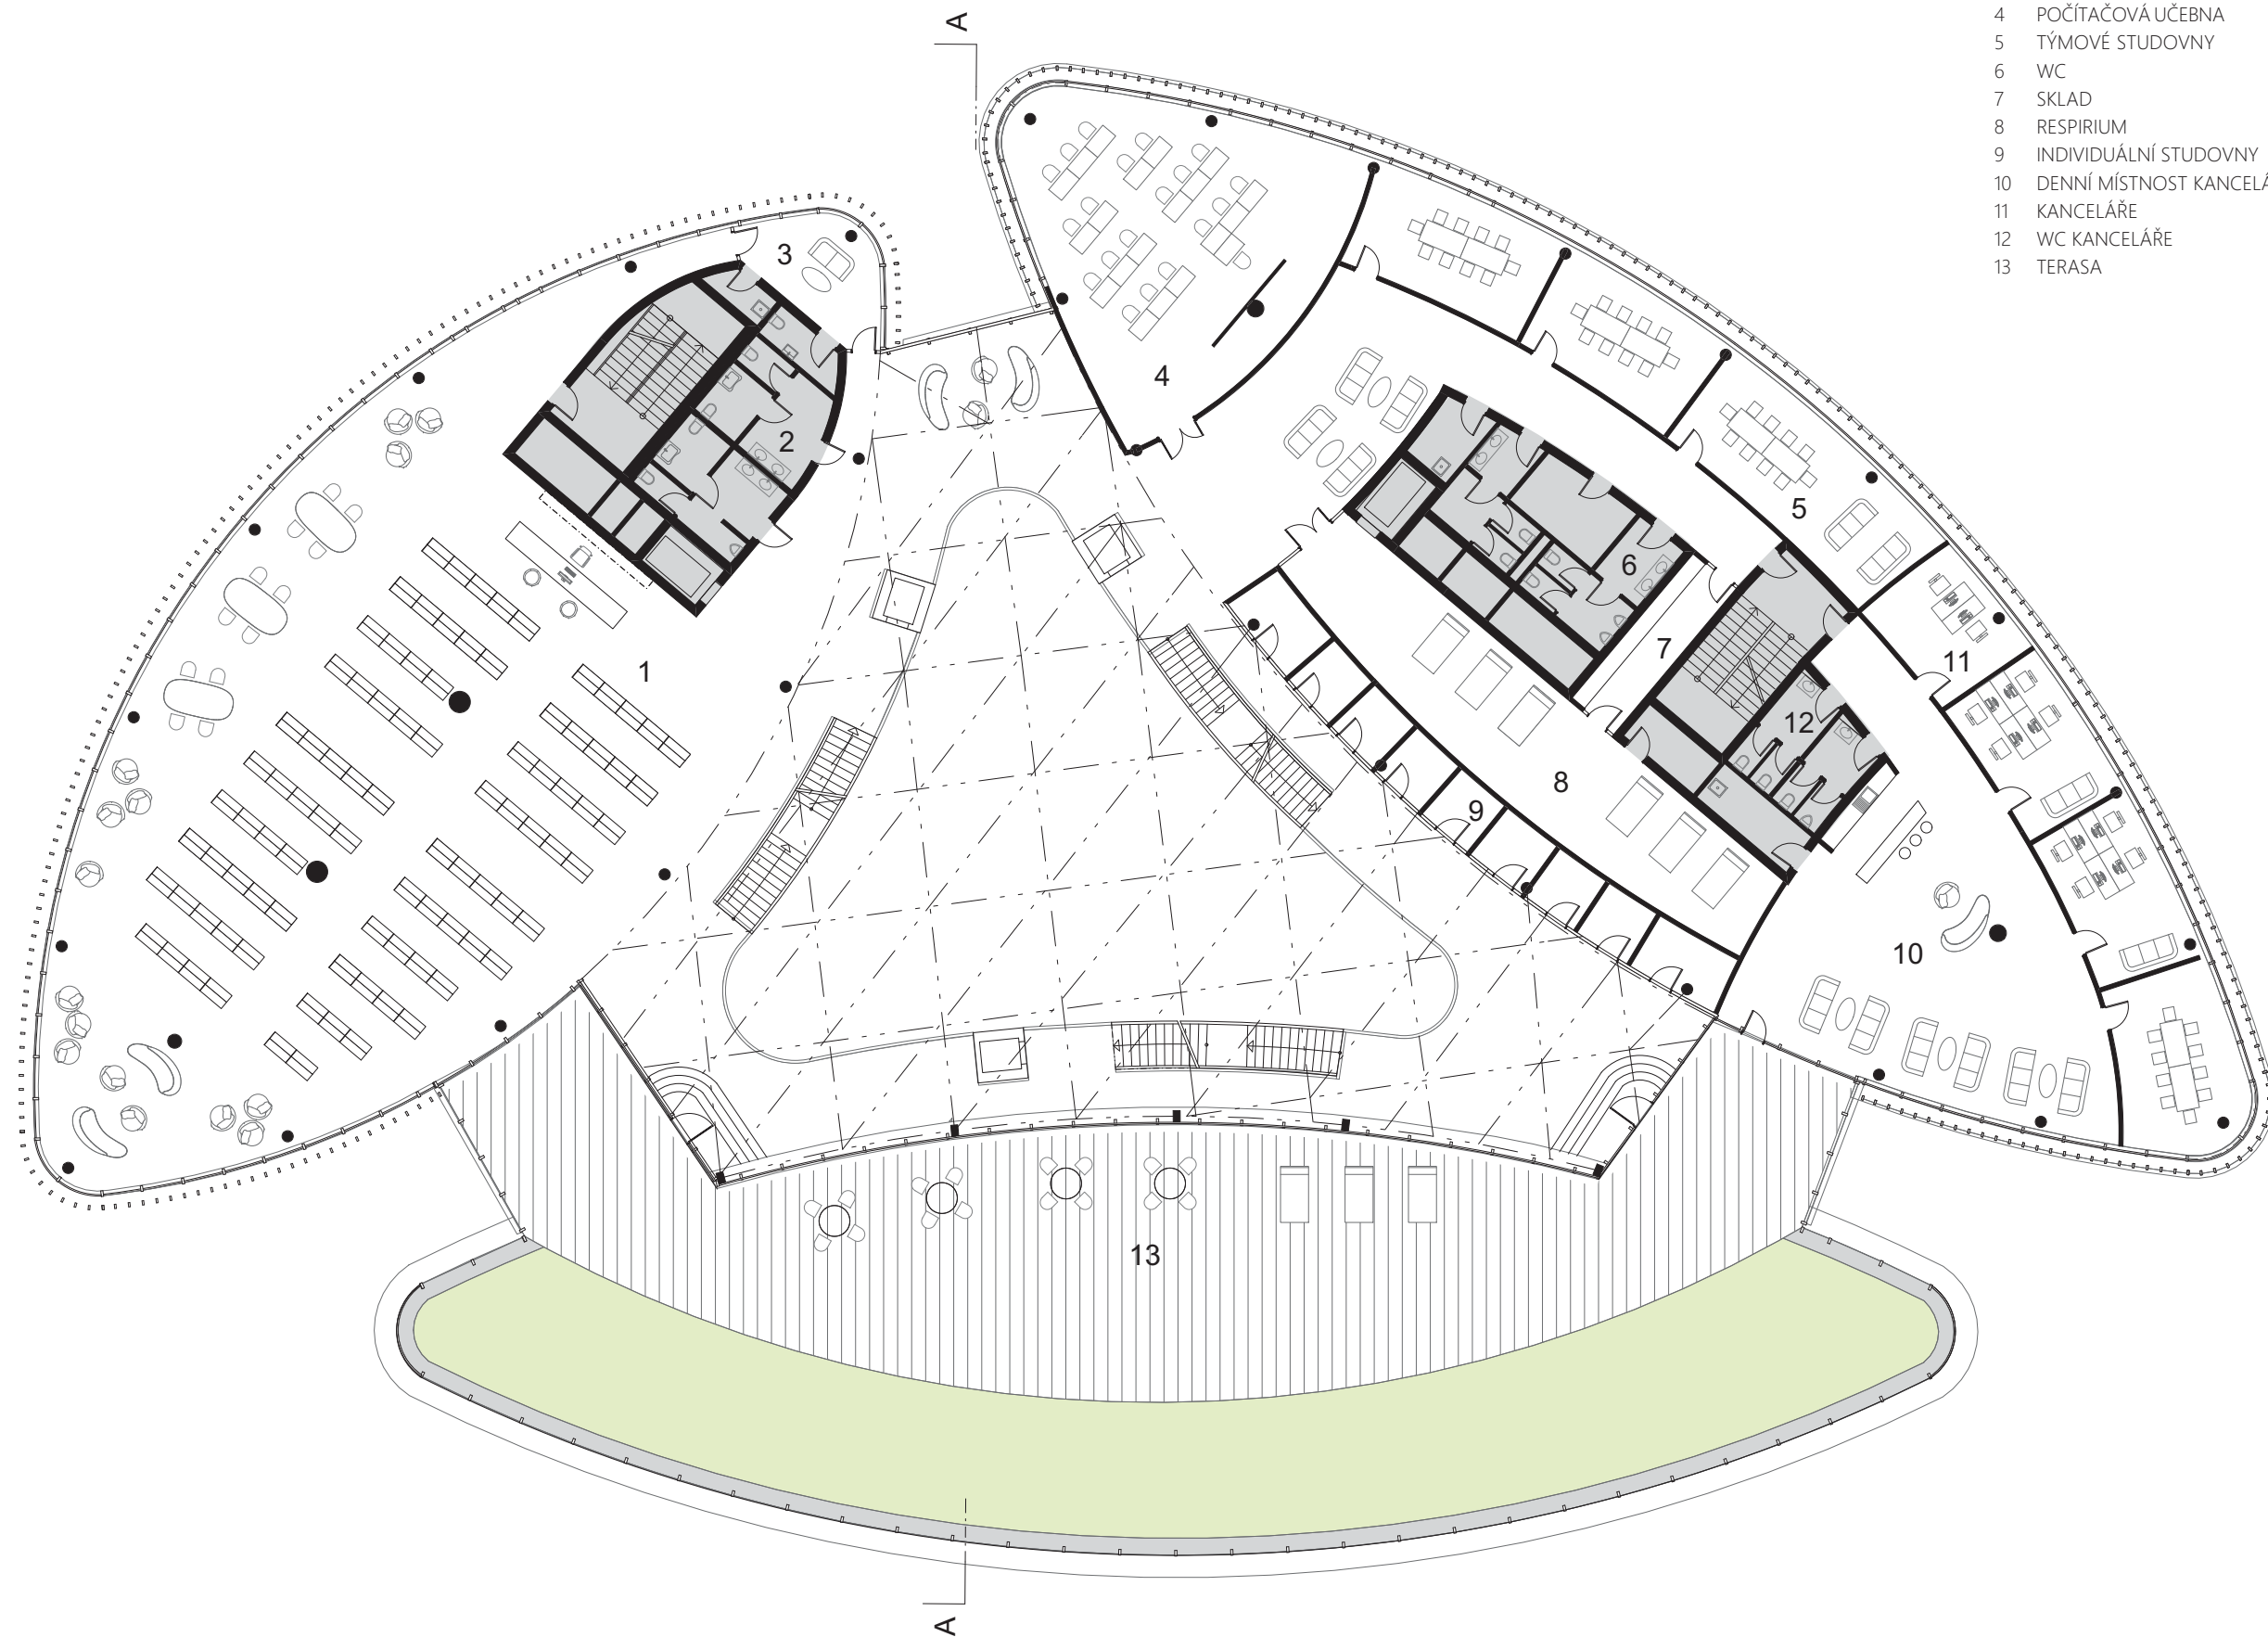 A
4 POČÍTAČOVÁ UČEBNA
5 TÝMOVÉ STUDOVNY
6 WC
7 SKLAD
8 RESPIRIUM
9 INDIVIDUÁLNÍ STUDOVNY
10 DENNÍ MÍSTNOST KANCELÁ
11 KANCELÁŘE
12 WC KANCELÁŘE
13 TERASA
3
4
2
5
6
1
7
11
12
8
9
10
13
A